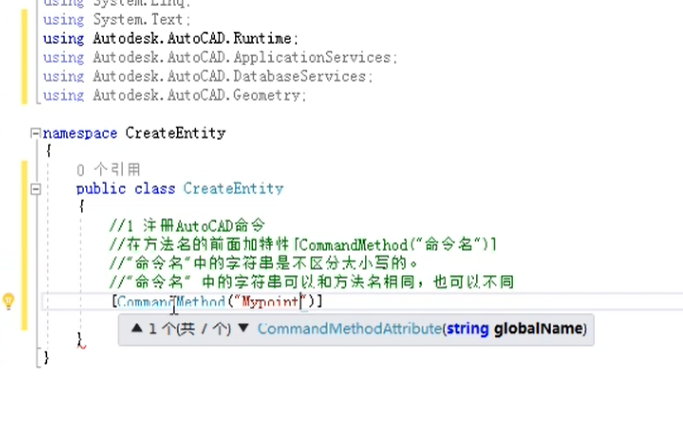 using System.Linq;
using System.Text;
using Autodesk.AutoCAD.Runtime;
using Autodesk.AutoCAD.ApplicationServices;
using Autodesk.AutoCAD.DatabaseServices;
using Autodesk.AutoCAD.Geometry;
namespace CreateEntity
{
0 个引用
public class CreateEntity
{
//1 注册AutoCAD命令
//在方法名的前面加特性[CommandMethod("命令名")]
//"命令名"中的字符串是不区分大小写的。
//"命令名" 中的字符串可以和方法名相同，也可以不同
[CommandMethod("Mypoint")]
▲ 1 个(共 7 个) ▼ CommandMethodAttribute(string globalName)
}
}